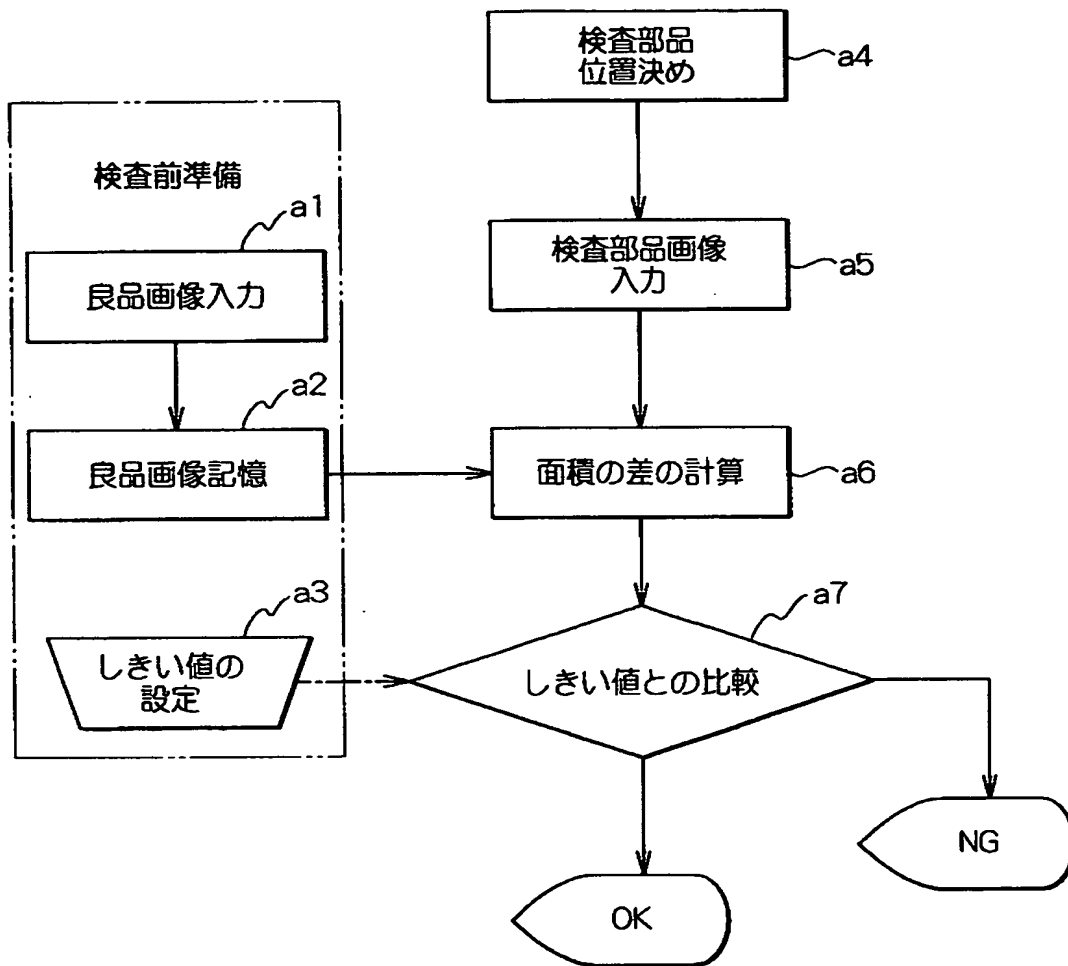 検査部品
位置決め
a4
検査前準備
a1
良品画像入力
検査部品画像
入力
a5
a2
良品画像記憶
面積の差の計算
a6
a3
しきい値の
設定
a7
しきい値との比較
NG
OK